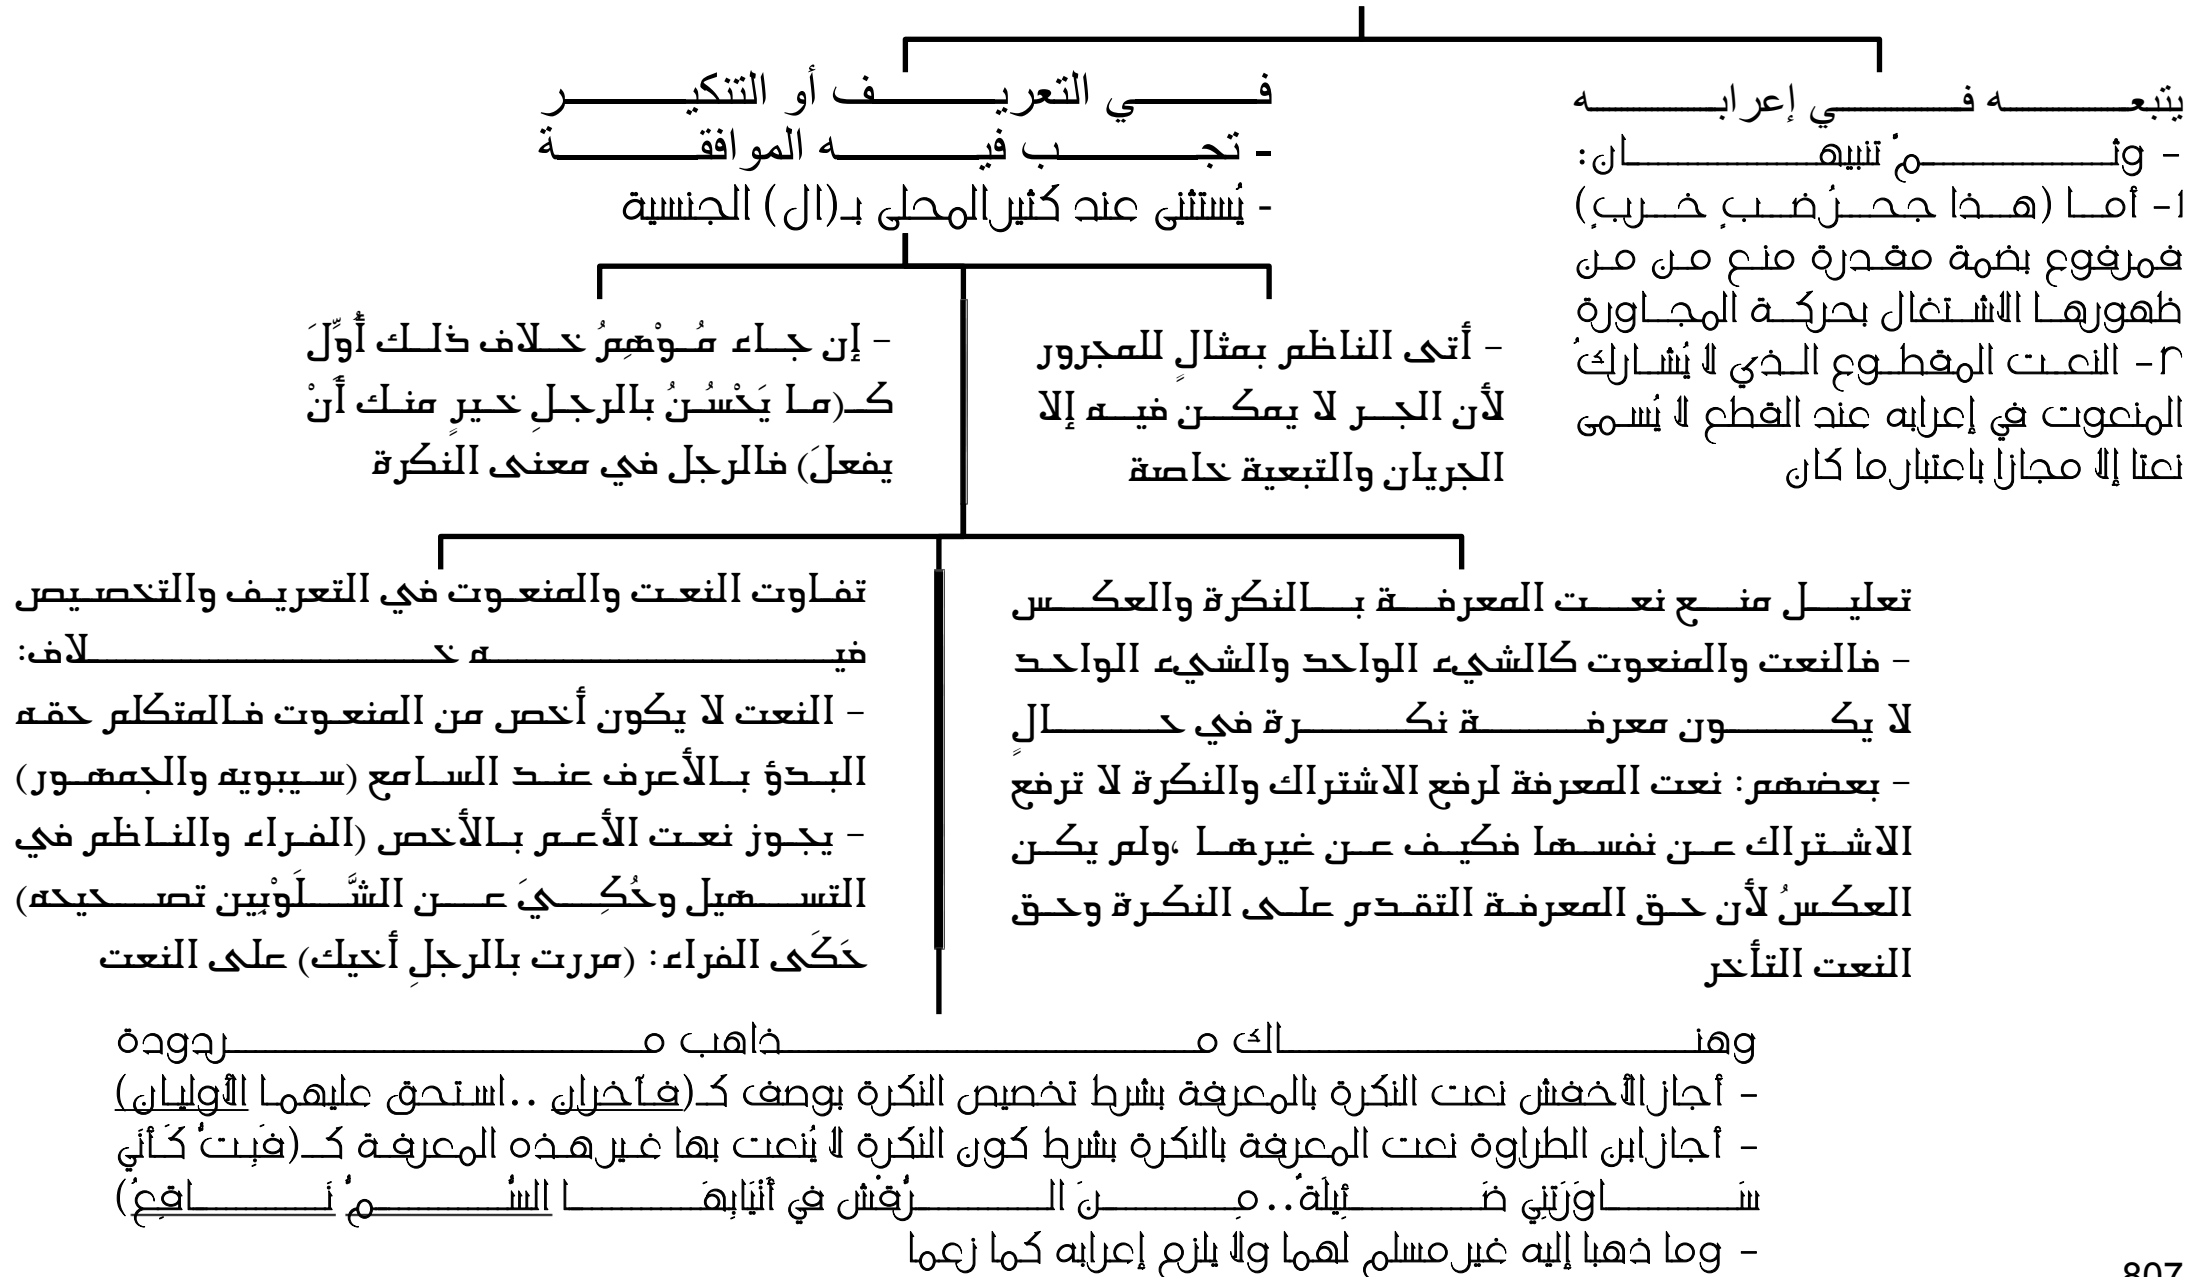 يتبعه في إعرابه
- وثم تنبيهان:
1- أما (هذا جحرُ ضبٍ خربٍ)
فمرفوع بضمة مقدرة منع من من
ظهورها الاشتغال بحركة المجاورة
2- النعت المقطوع الذي لا يُشاركُ
المنعوت في إعرابه عند القطع لا يُسمى
نعتا إلا مجازا باعتبار ما كان
في التعريف أو التنكير
- تجب فيه الموافقة
- يُستثنى عند كثير المحلى بـ(ال) الجنسية
- أتى الناظم بمثالٍ للمجرور
لأن الجر لا يمكن فيه إلا
الجريان والتبعية خاصة
- إن جاء مُوْهِمُ خلاف ذلك أُوِّلَ
كـ(ما يَحْسُنُ بالرجلِ خيرٍ منك أَنْ
يفعلَ) فالرجل في معنى النكرة
تعليل منع نعت المعرفة بالنكرة والعكس
- فالنعت والمنعوت كالشيء الواحد والشيء الواحد
لا يكون معرفة نكرة في حالٍ
- بعضهم: نعت المعرفة لرفع الاشتراك والنكرة لا ترفع
الاشتراك عن نفسها فكيف عن غيرها ،ولم يكن
العكسُ لأن حق المعرفة التقدم على النكرة وحق
النعت التأخر
تفاوت النعت والمنعوت في التعريف والتخصيص
فيه خلاف:
- النعت لا يكون أخص من المنعوت فالمتكلم حقه
البدؤ بالأعرف عند السامع (سيبويه والجمهور)
- يجوز نعت الأعم بالأخص (الفراء والناظم في
التسهيل وحُكِيَ عن الشَّلَوْبِين تصحيحه)
حَكَى الفراء: (مررت بالرجلِ أخيك) على النعت
وهناك مذاهب مردودة
- أجاز الأخفش نعت النكرة بالمعرفة بشرط تخصيص النكرة بوصف كـ(فآخران ..استحق عليهما الأوليان)
- أجاز ابن الطراوة نعت المعرفة بالنكرة بشرط كون النكرة لا يُنعت بها غير هذه المعرفة كـ(فَبِتُّ كَأنِّي
سَاوَرَتْنِي ضَئِيلَةٌ..مِنَ الرُّقْشِ في أَنْيَابِهَا السُّمُّ نَاقِعُ)
- وما ذهبا إليه غير مسلم لهما ولا يلزم إعرابه كما زعما
807